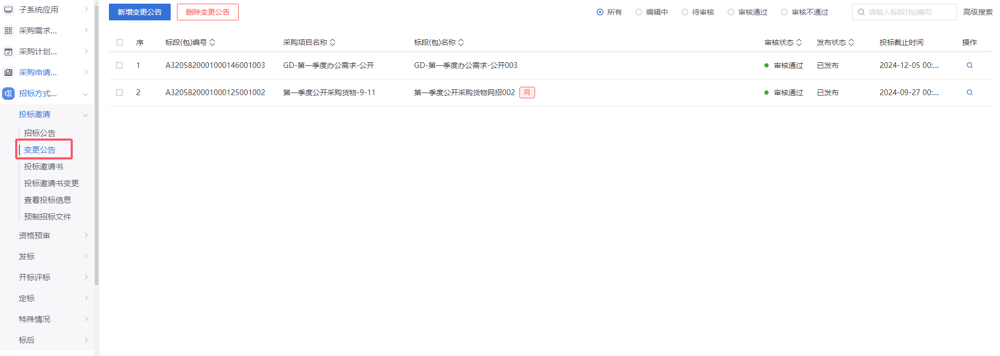 子系统应用
采购需求...
采购计划...
采购申请...
招标方式...
投标邀请
招标公告
变更公告
投标邀请书
投标邀请书变更
查看投标信息
预制招标文件
资格预审
发标
开标评标
定标
特殊情况
标后
新增变更公告 删除变更公告 所有 编辑中 待审核 审核通过 审核不通过 请输入标段(包)编号 高级搜索
序 标段(包)编号 采购项目名称 标段(包)名称 审核状态 发布状态 投标截止时间 操作
1 A3205820001000146001003 GD-第一季度办公需求-公开 GD-第一季度办公需求-公开003 审核通过 已发布 2024-12-05 00:...
2 A3205820001000125001002 第一季度公开采购货物-9-11 第一季度公开采购货物网招002 网 审核通过 已发布 2024-09-27 00:...